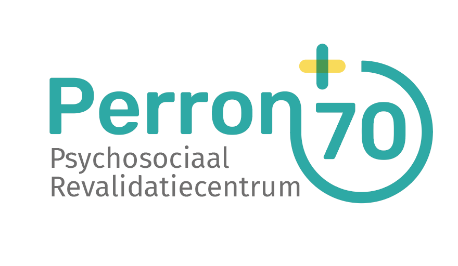 Perron 70
Psychosociaal
Revalidatiecentrum